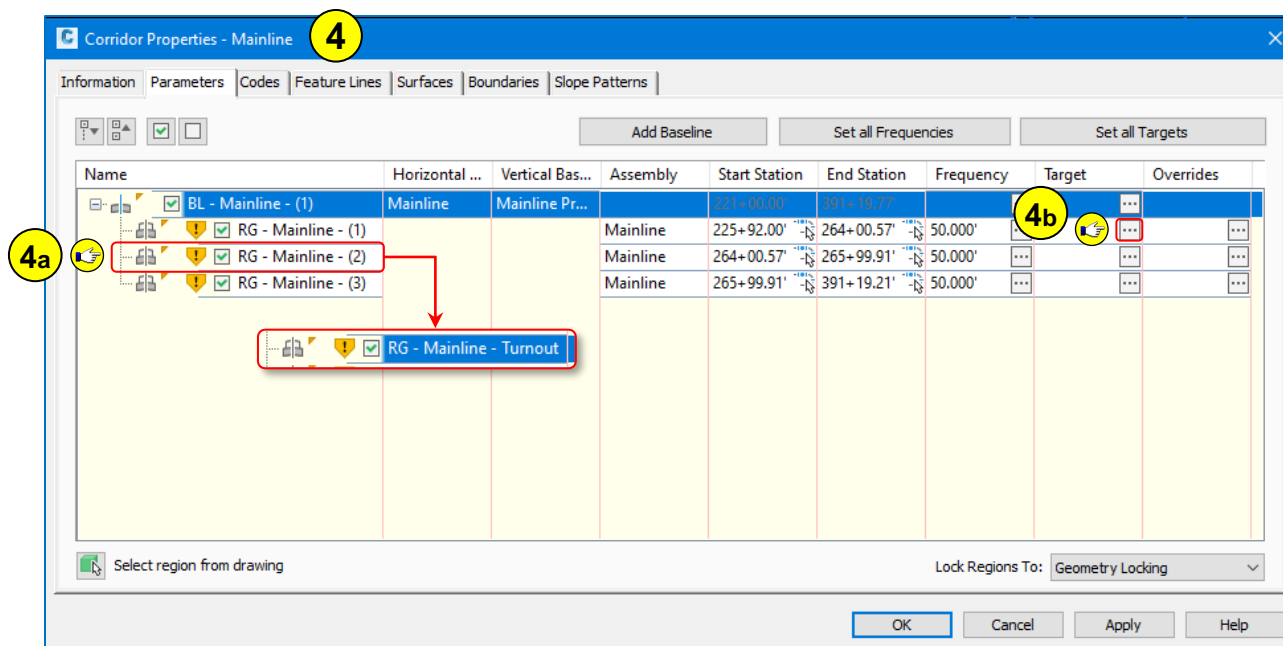 C Corridor Properties - Mainline 4
Information Parameters Codes Feature Lines Surfaces Boundaries Slope Patterns
Add Baseline Set all Frequencies Set all Targets
Name Horizontal ... Vertical Bas... Assembly Start Station End Station Frequency Target Overrides
BL - Mainline - (1) Mainline Mainline Pr... 221+00.00' 391+19.77' ... ...
4b
RG - Mainline - (1) Mainline 225+92.00' 264+00.57' 50.000' ... ... ...
4a RG - Mainline - (2) Mainline 264+00.57' 265+99.91' 50.000' ... ... ...
RG - Mainline - (3) Mainline 265+99.91' 391+19.21' 50.000' ... ... ...
RG - Mainline - Turnout
Select region from drawing Lock Regions To: Geometry Locking
OK Cancel Apply Help